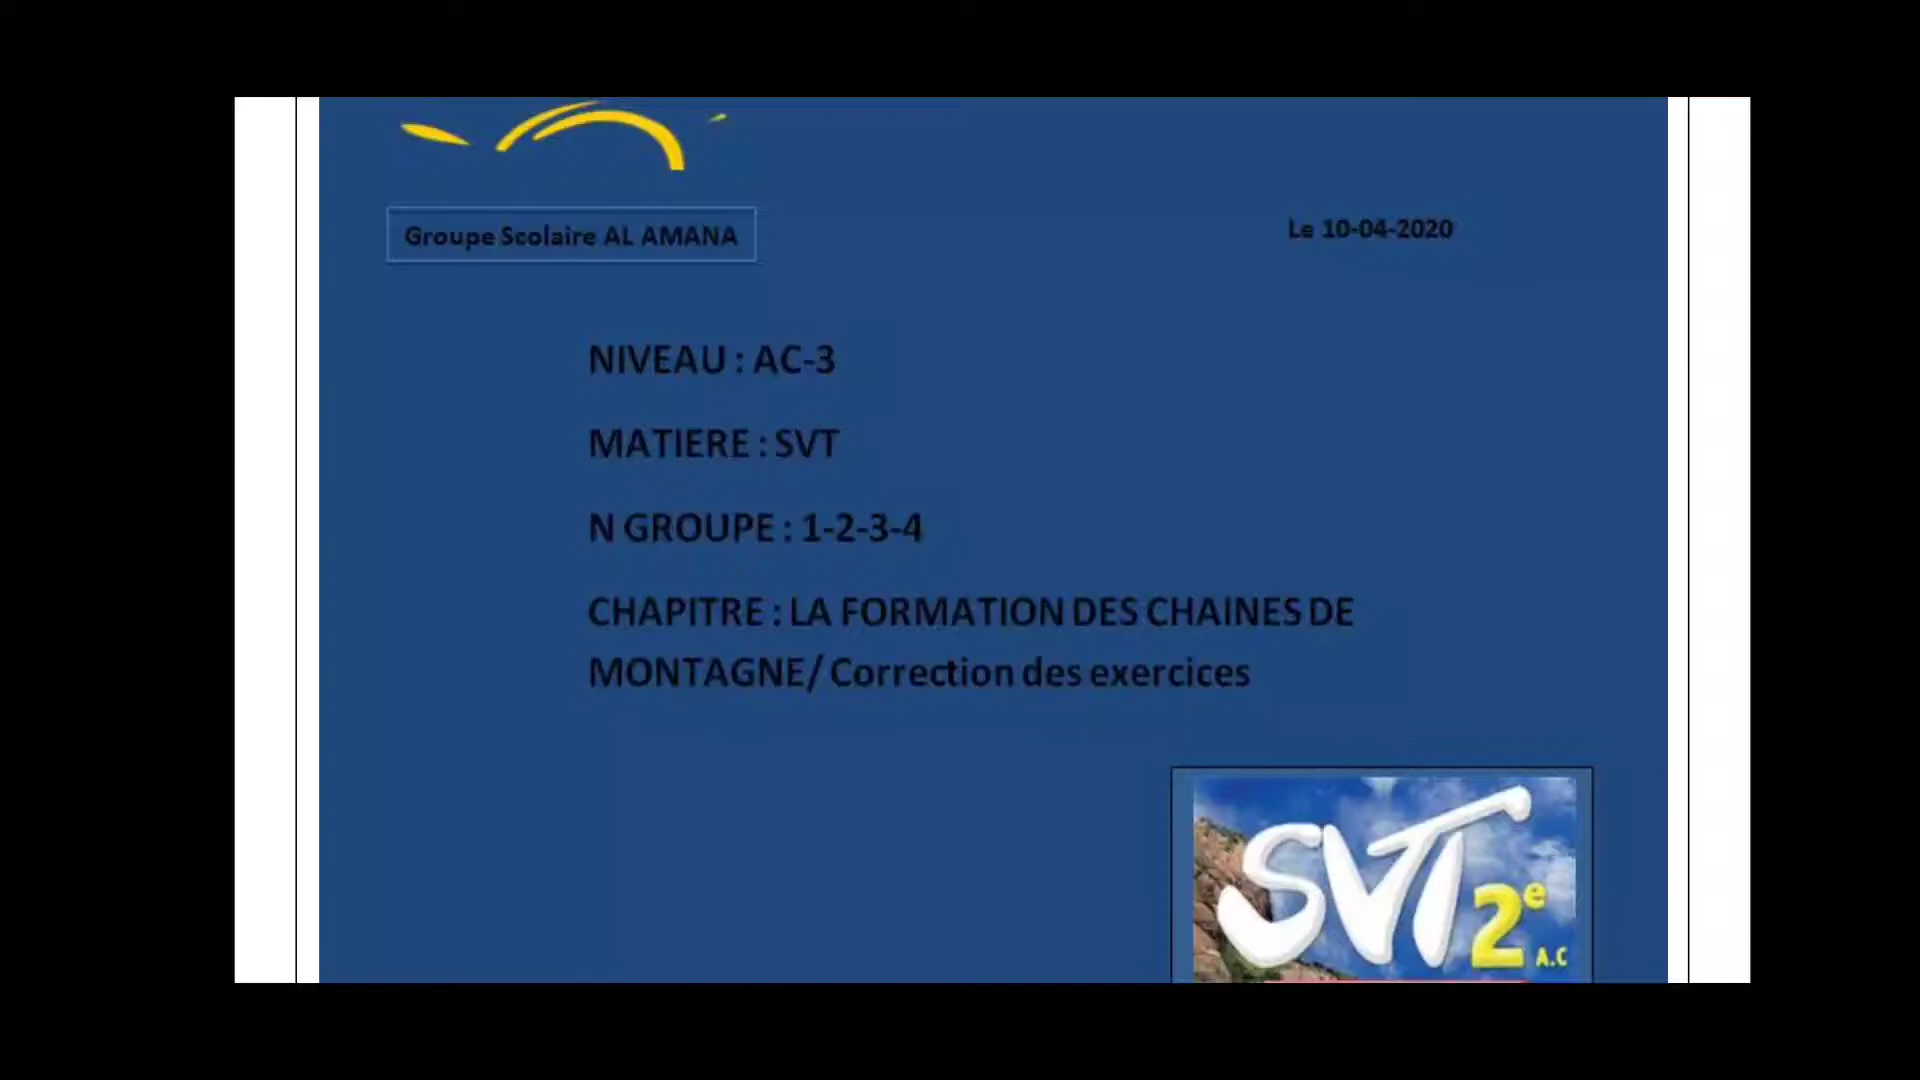 Groupe Scolaire AL AMANA
Le 10-04-2020
NIVEAU : AC-3
MATIERE : SVT
N GROUPE : 1-2-3-4
CHAPITRE : LA FORMATION DES CHAINES DE
MONTAGNE/ Correction des exercices
SVT 2e A.C